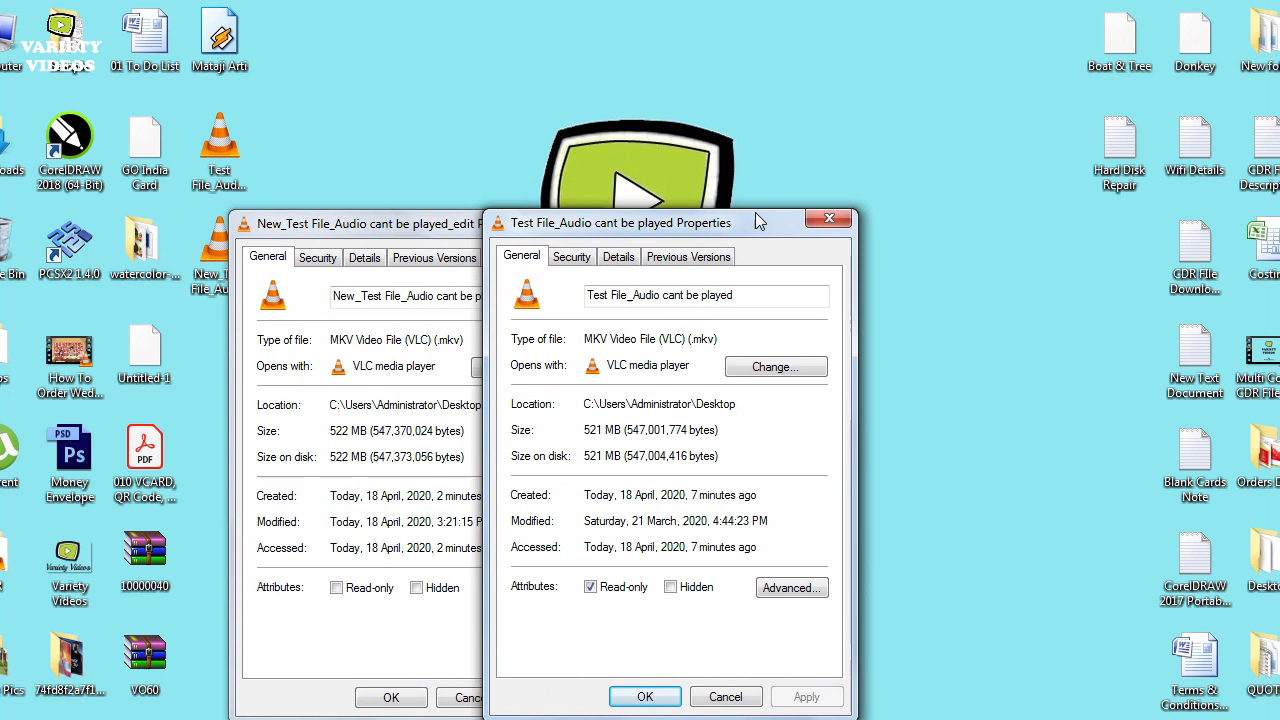 VARIETY
VIDEOS
01 To Do List
Mataji Arti
Boat & Tree
Donkey
New fo
oads
CorelDRAW
2018 (64-Bit)
GO India
Card
Test
File_Aud...
Hard Disk
Repair
Wifi Details
CDR F
Descript
e Bin
PCSX2 1.4.0
watercolor-...
New_T
File_A
CDR FIle
Downlo...
Costin
How To
Order Wed...
Untitled-1
New Text
Document
Multi Co
CDR File
PSD
Ps
Money
Envelope
PDF
010 VCARD,
QR Code, ...
Blank Cards
Note
Orders D
Variety
Videos
10000040
CorelDRAW
2017 Portab...
Deskto
Pics
74fd8f2a7f1...
VO60
Terms &
Conditions...
QUOT
New_Test File_Audio cant be played_edit P
General
Security
Details
Previous Versions
New_Test File_Audio cant be p
Type of file:
MKV Video File (VLC) (.mkv)
Opens with:
VLC media player
Location:
C:\Users\Administrator\Desktop
Size:
522 MB (547,370,024 bytes)
Size on disk:
522 MB (547,373,056 bytes)
Created:
Today, 18 April, 2020, 2 minutes
Modified:
Today, 18 April, 2020, 3:21:15 P
Accessed:
Today, 18 April, 2020, 2 minutes
Attributes:
Read-only
Hidden
OK
Canc
Test File_Audio cant be played Properties
General
Security
Details
Previous Versions
Test File_Audio cant be played
Type of file:
MKV Video File (VLC) (.mkv)
Opens with:
VLC media player
Change...
Location:
C:\Users\Administrator\Desktop
Size:
521 MB (547,001,774 bytes)
Size on disk:
521 MB (547,004,416 bytes)
Created:
Today, 18 April, 2020, 7 minutes ago
Modified:
Saturday, 21 March, 2020, 4:44:23 PM
Accessed:
Today, 18 April, 2020, 7 minutes ago
Attributes:
Read-only
Hidden
Advanced...
OK
Cancel
Apply